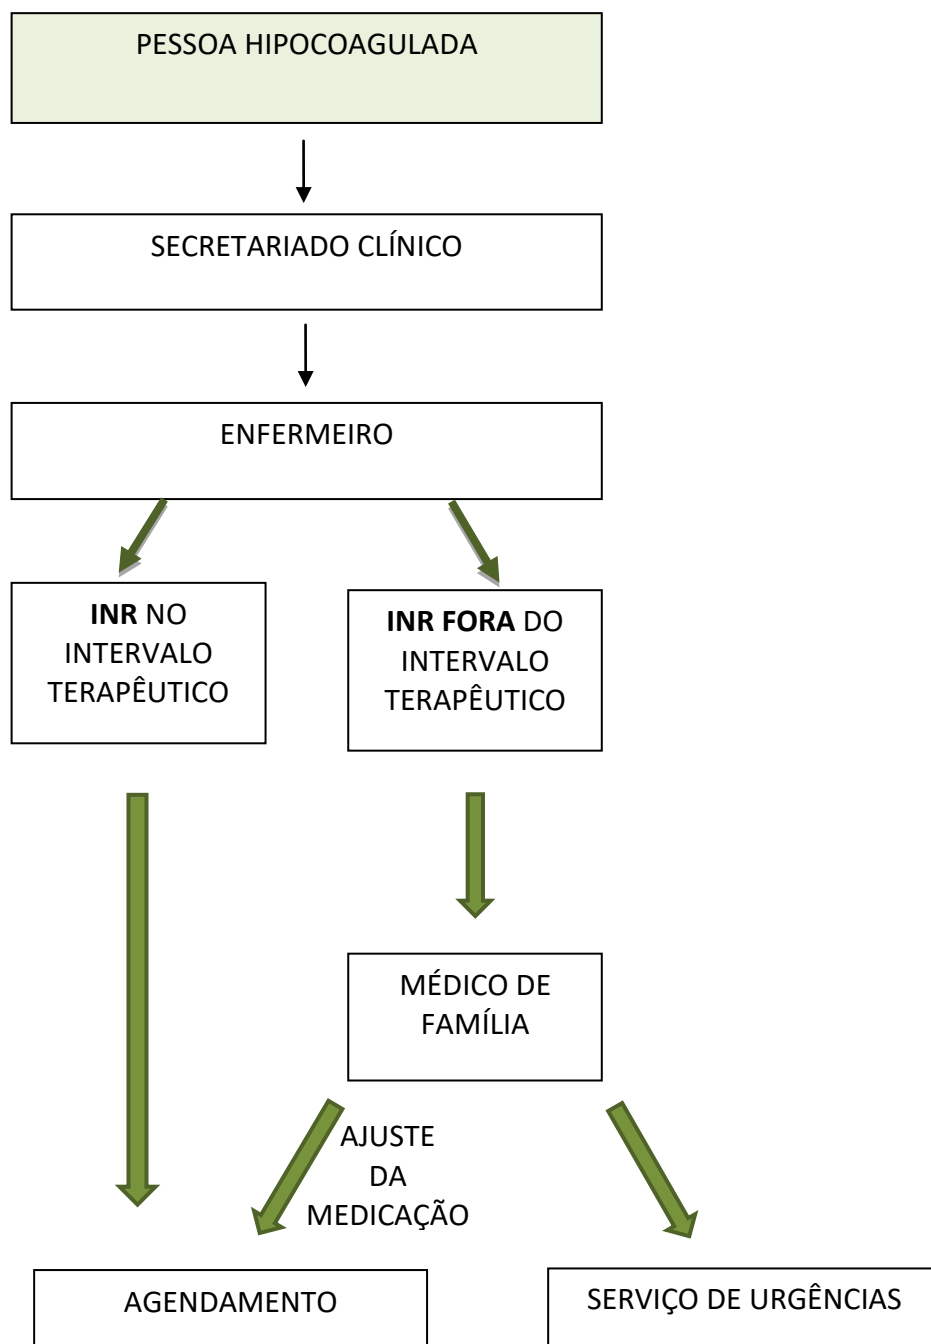 PESSOA HIPOCOAGULADA
SECRETARIADO CLÍNICO
ENFERMEIRO
INR NO
INTERVALO
TERAPÊUTICO
INR FORA DO
INTERVALO
TERAPÊUTICO
MÉDICO DE
FAMÍLIA
AJUSTE
DA
MEDICAÇÃO
AGENDAMENTO
SERVIÇO DE URGÊNCIAS